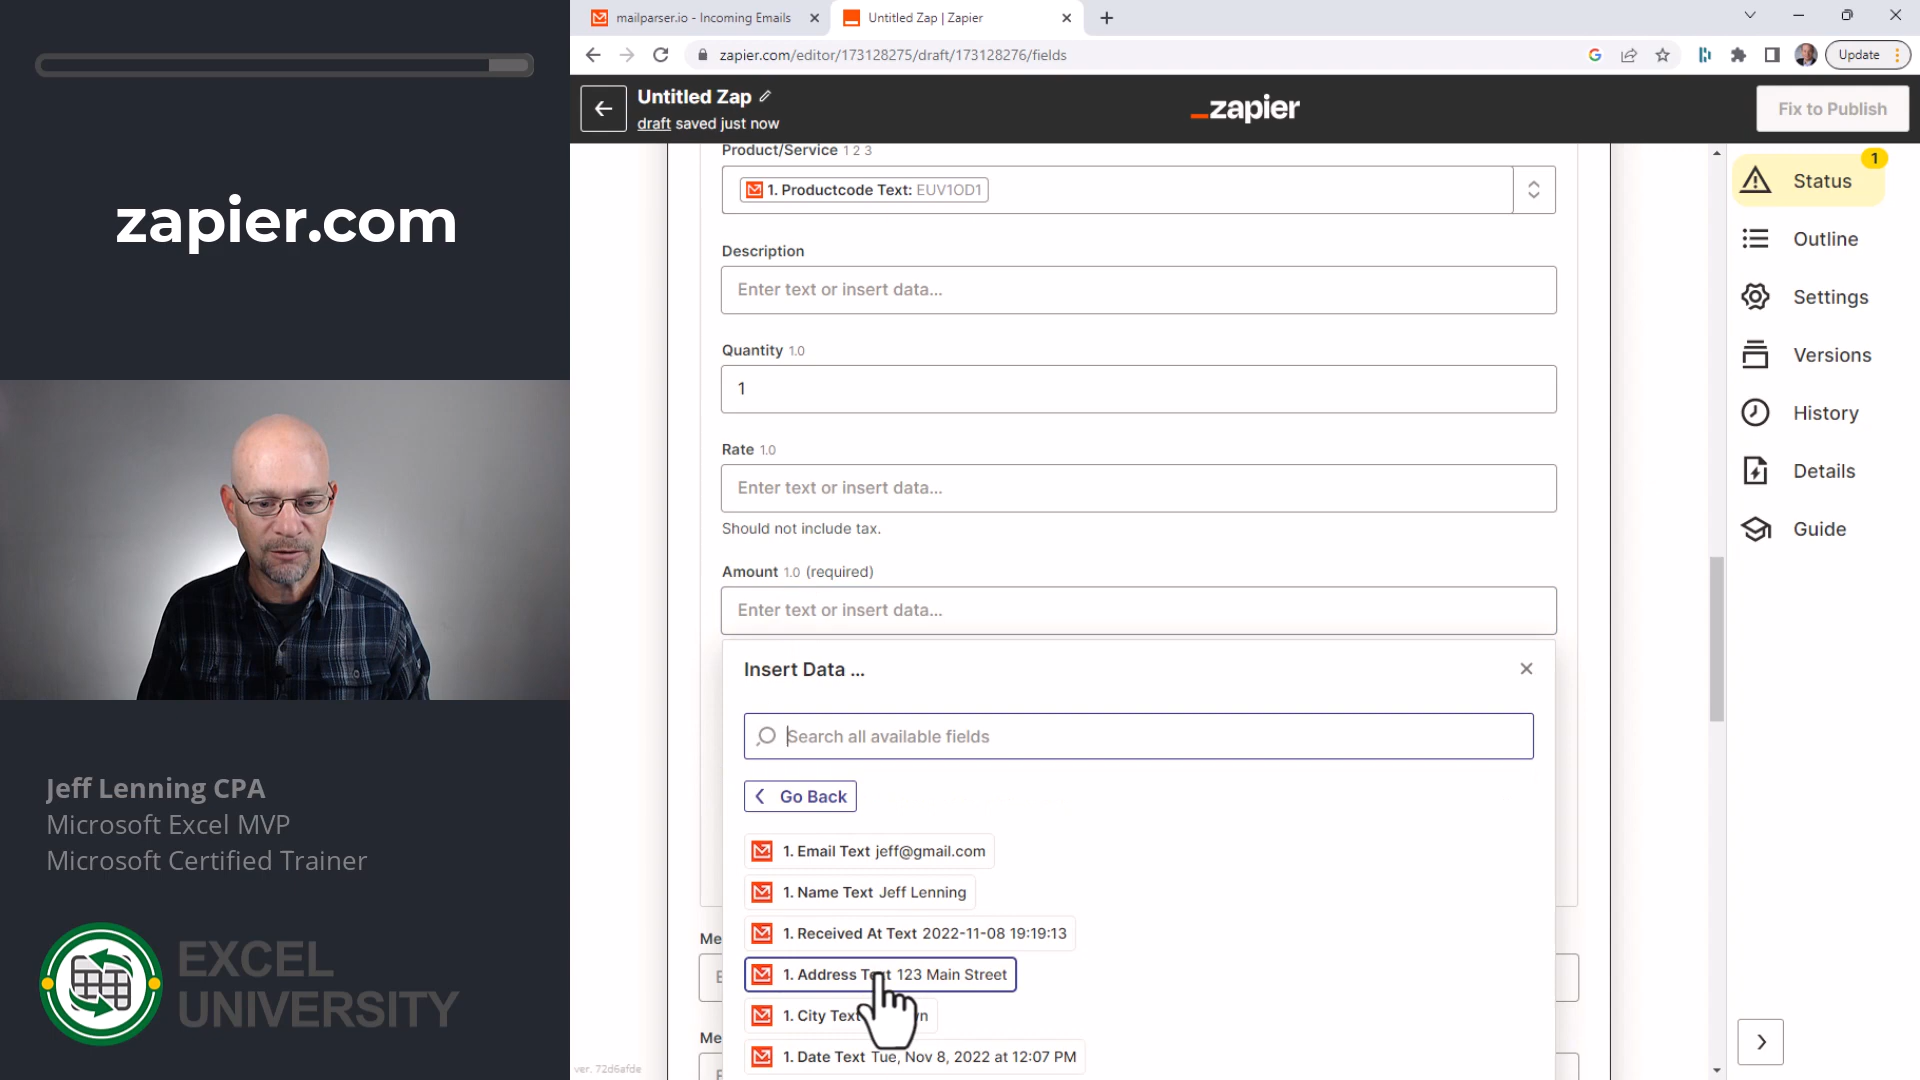 mailparser.io - Incoming Emails
Untitled Zap | Zapier
zapier.com/editor/173128275/draft/173128276/fields
Update
Untitled Zap
draft saved just now
zapier
Fix to Publish
zapier.com
Jeff Lenning CPA
Microsoft Excel MVP
Microsoft Certified Trainer
EXCEL
UNIVERSITY
Product/Service 1 2 3
1. Productcode Text: EUV1OD1
Description
Enter text or insert data...
Quantity 1.0
1
Rate 1.0
Enter text or insert data...
Should not include tax.
Amount 1.0 (required)
Enter text or insert data...
Insert Data ...
Search all available fields
Go Back
1. Email Text jeff@gmail.com
1. Name Text Jeff Lenning
1. Received At Text 2022-11-08 19:19:13
1. Address Text 123 Main Street
1. City Text
1. Date Text Tue, Nov 8, 2022 at 12:07 PM
ver. 72d6afde
1
Status
Outline
Settings
Versions
History
Details
Guide